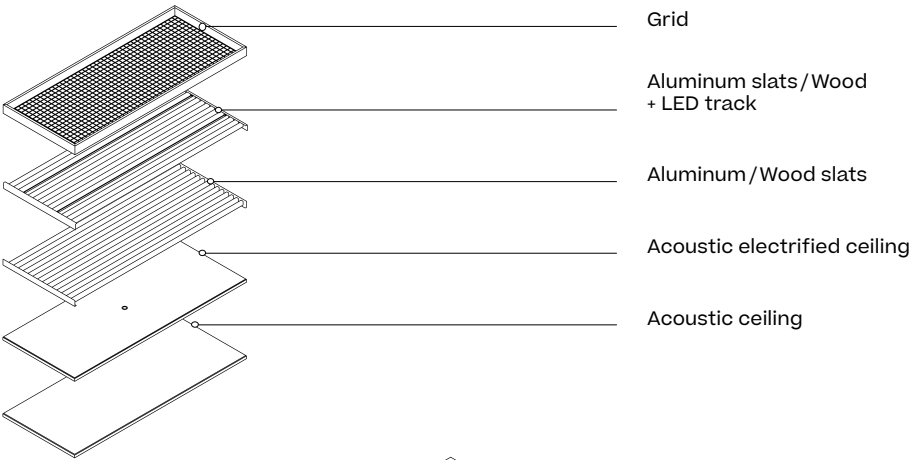 Grid
Aluminum slats/Wood
+ LED track
Aluminum/Wood slats
Acoustic electrified ceiling
Acoustic ceiling